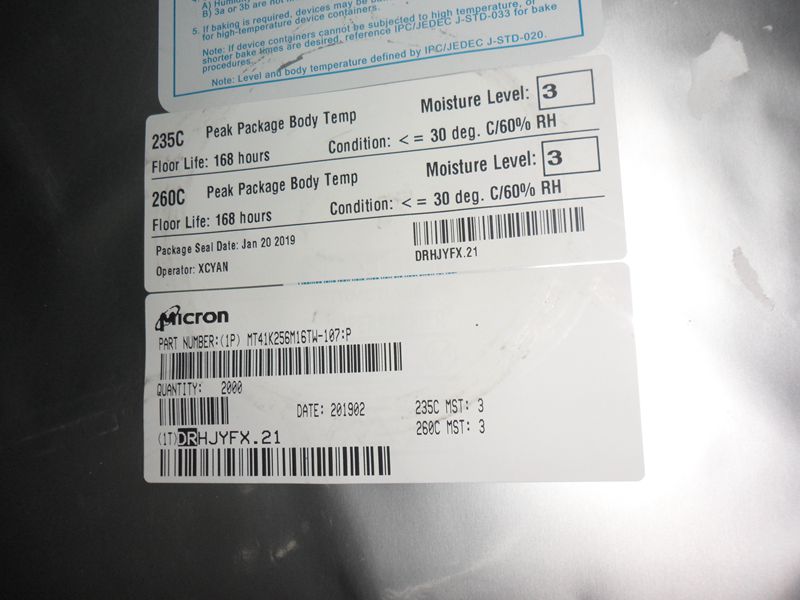 A) Humidity
B) 3a or 3b are not
5. If baking is required, devices may be
for high-temperature device containers.
Note: If device containers cannot be subjected to high temperature, or
shorter bake times are desired, reference IPC/JEDEC J-STD-033 for bake
procedures.
Note: Level and body temperature defined by IPC/JEDEC J-STD-020.
235C Peak Package Body Temp Moisture Level: 3
Floor Life: 168 hours Condition: < = 30 deg. C/60% RH
260C Peak Package Body Temp Moisture Level: 3
Floor Life: 168 hours Condition: < = 30 deg. C/60% RH
Package Seal Date: Jan 20 2019
Operator: XCYAN
DRHJYFX.21
Micron
PART NUMBER:(1P) MT41K256M16TW-107:P
QUANTITY: 2000
DATE: 201902 235C MST: 3
260C MST: 3
(1T)DRHJYFX.21